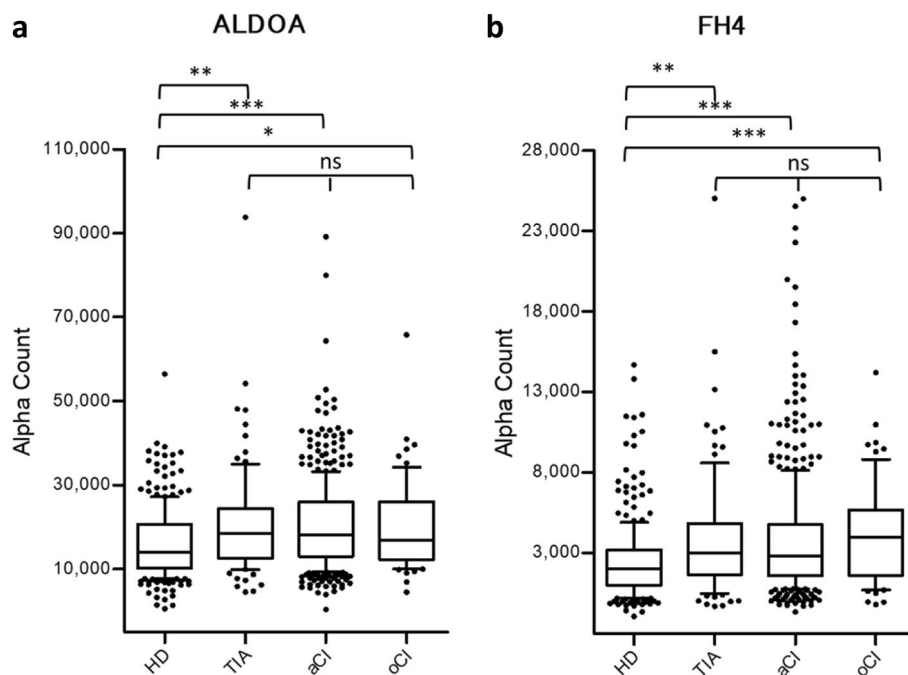 a
ALDOA
**
***
*
ns
110,000
90,000
70,000
50,000
30,000
10,000
Alpha Count
HD
TIA
aCI
oCI
b
FH4
**
***
***
ns
28,000
23,000
18,000
13,000
8,000
3,000
Alpha Count
HD
TIA
aCI
oCI